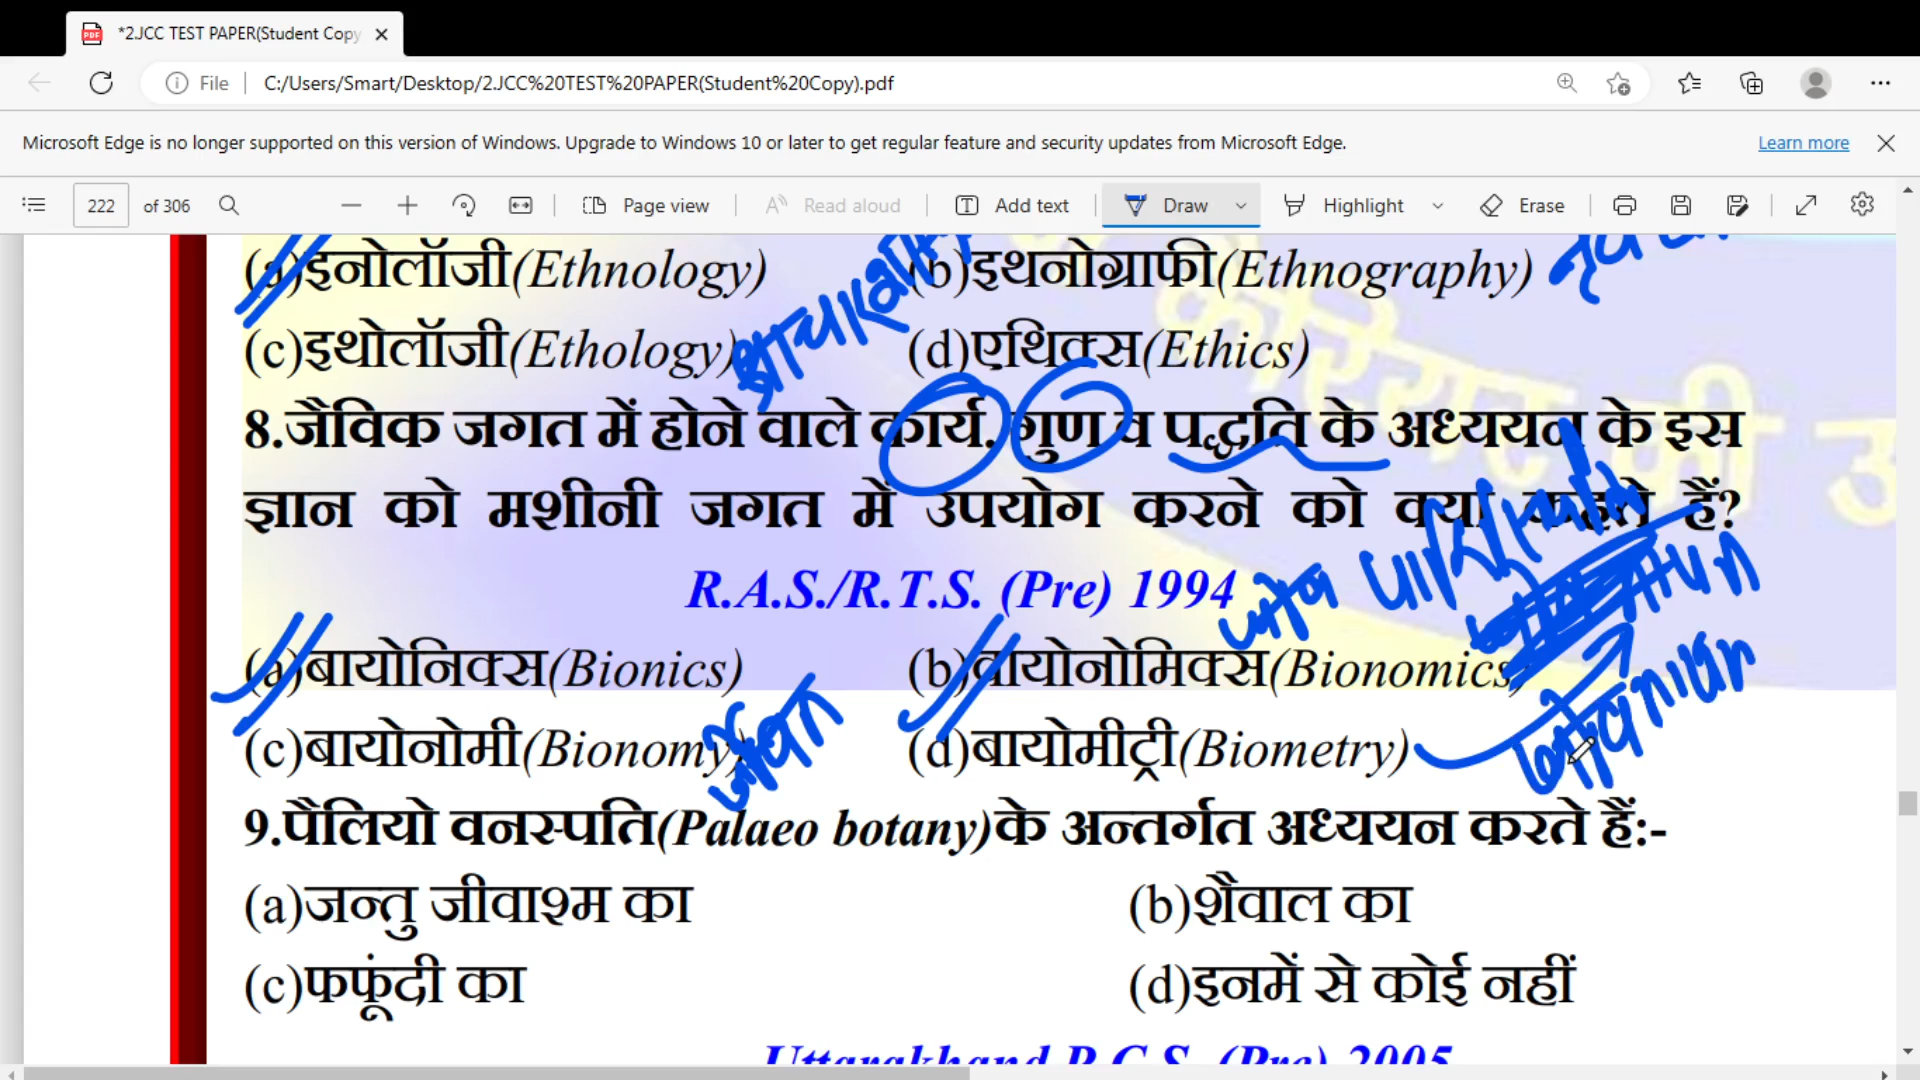 *2.JCC TEST PAPER(Student Copy
File C:/Users/Smart/Desktop/2.JCC%20TEST%20PAPER(Student%20Copy).pdf
Microsoft Edge is no longer supported on this version of Windows. Upgrade to Windows 10 or later to get regular feature and security updates from Microsoft Edge. Learn more
222 of 306 Page view Read aloud Add text Draw Highlight Erase
(a)इनोलॉजी(Ethnology) (b)इथनोग्राफी(Ethnography)
(c)इथोलॉजी(Ethology) (d)एथिक्स(Ethics)
8.जैविक जगत में होने वाले कार्य, गुण व पद्धति के अध्ययन के इस
ज्ञान को मशीनी जगत में उपयोग करने को क्या कहते हैं?
R.A.S./R.T.S. (Pre) 1994
(a)बायोनिक्स(Bionics) (b)वायोनोमिक्स(Bionomics)
(c)बायोनोमी(Bionomy) (d)बायोमीट्री(Biometry)
9.पैलियो वनस्पति(Palaeo botany)के अन्तर्गत अध्ययन करते हैं:-
(a)जन्तु जीवाश्म का (b)शैवाल का
(c)फफूंदी का (d)इनमें से कोई नहीं
Uttarakhand P.C.S. (Pre) 2005